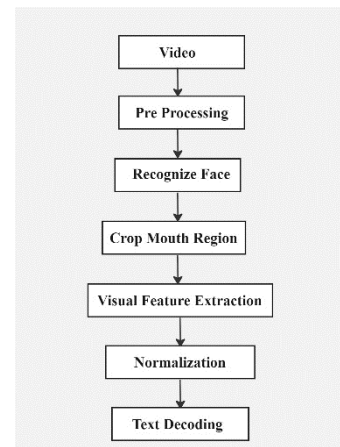 Video
Pre Processing
Recognize Face
Crop Mouth Region
Visual Feature Extraction
Normalization
Text Decoding